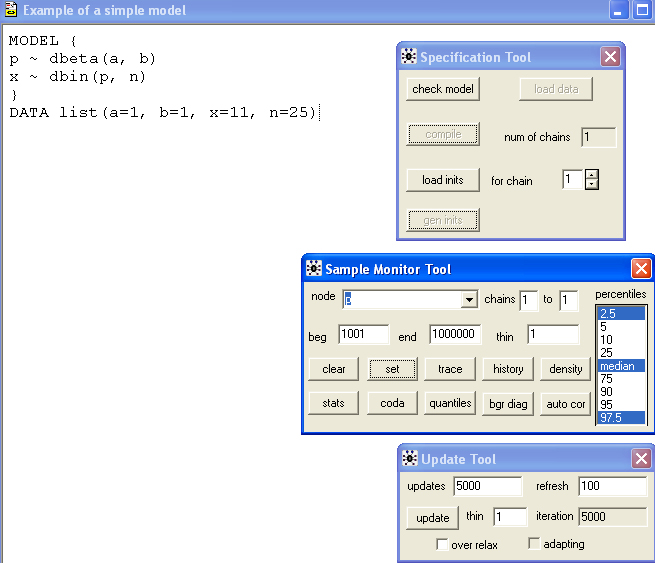 Example of a simple model
MODEL {
p ~ dbeta(a, b)
x ~ dbin(p, n)
}
DATA list(a=1, b=1, x=11, n=25)
Specification Tool
check model load data
compile num of chains 1
load inits for chain 1
gen inits
Sample Monitor Tool
node p chains 1 to 1 percentiles
beg 1001 end 1000000 thin 1
clear set trace history density
stats coda quantiles bgr diag auto cor
2.5
5
10
25
median
75
90
95
97.5
Update Tool
updates 5000 refresh 100
update thin 1 iteration 5000
over relax adapting